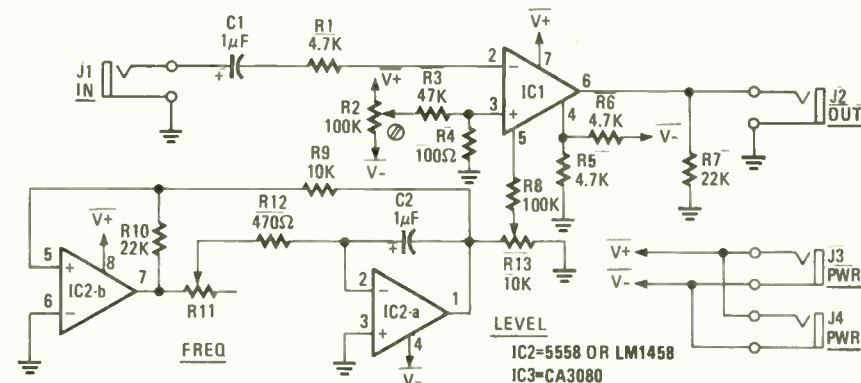 C1
1µF
+
R1
4.7K
J1
IN
V+
R2
100K
V-
R3
47K
R4
100Ω
V+
2
-
7
IC1
3
+
5
4
6
R6
4.7K
V-
R5
4.7K
R7
22K
J2
OUT
R8
100K
R9
10K
R12
470Ω
C2
1µF
+
R13
10K
LEVEL
V+
R10
22K
5
+
8
IC2-b
7
6
-
R11
FREQ
2
-
IC2-a
1
3
+
4
V-
V+
V-
J3
PWR
J4
PWR
IC2=5558 OR LM1458
IC3=CA3080